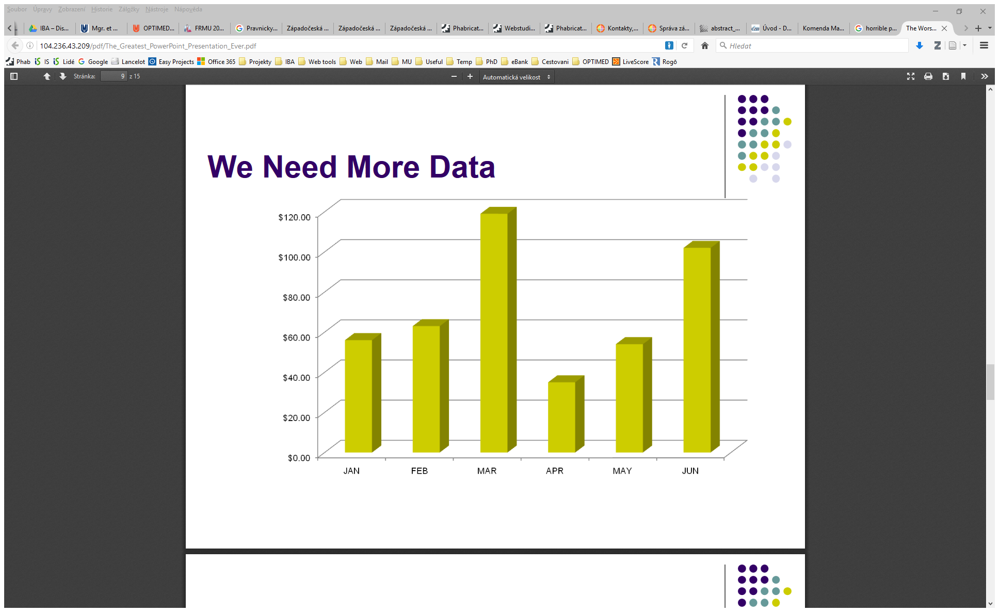 Soubor Úpravy Zobrazení Historie Záložky Nástroje Nápověda
IBA – Dis... Mgr. et ... OPTIMED... FRMU 20... Pravnicky... Západočeská ... Západočeská ... Západočeská ... Phabricat... Webstudi... Phabricat... Kontakty,... Správa zá... abstract_... Úvod - D... Komenda Ma... horrible p... The Wors...
104.236.43.209/pdf/The_Greatest_PowerPoint_Presentation_Ever.pdf Hledat
Phab IS Lidé Google Lancelot Easy Projects Office 365 Projekty IBA Web tools Web Mail MU Useful Temp PhD eBank Cestovani OPTIMED LiveScore Rogō
Stránka: 9 z 15 Automatická velikost
We Need More Data
$120.00
$100.00
$80.00
$60.00
$40.00
$20.00
$0.00
JAN FEB MAR APR MAY JUN